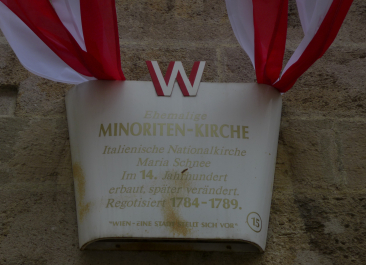 W
Ehemalige
MINORITEN-KIRCHE
Italienische Nationalkirche
Maria Schnee
Im 14. Jahrhundert
erbaut, später verändert.
Regotisiert 1784-1789.
"WIEN-EINE STADT STELLT SICH VOR"
15